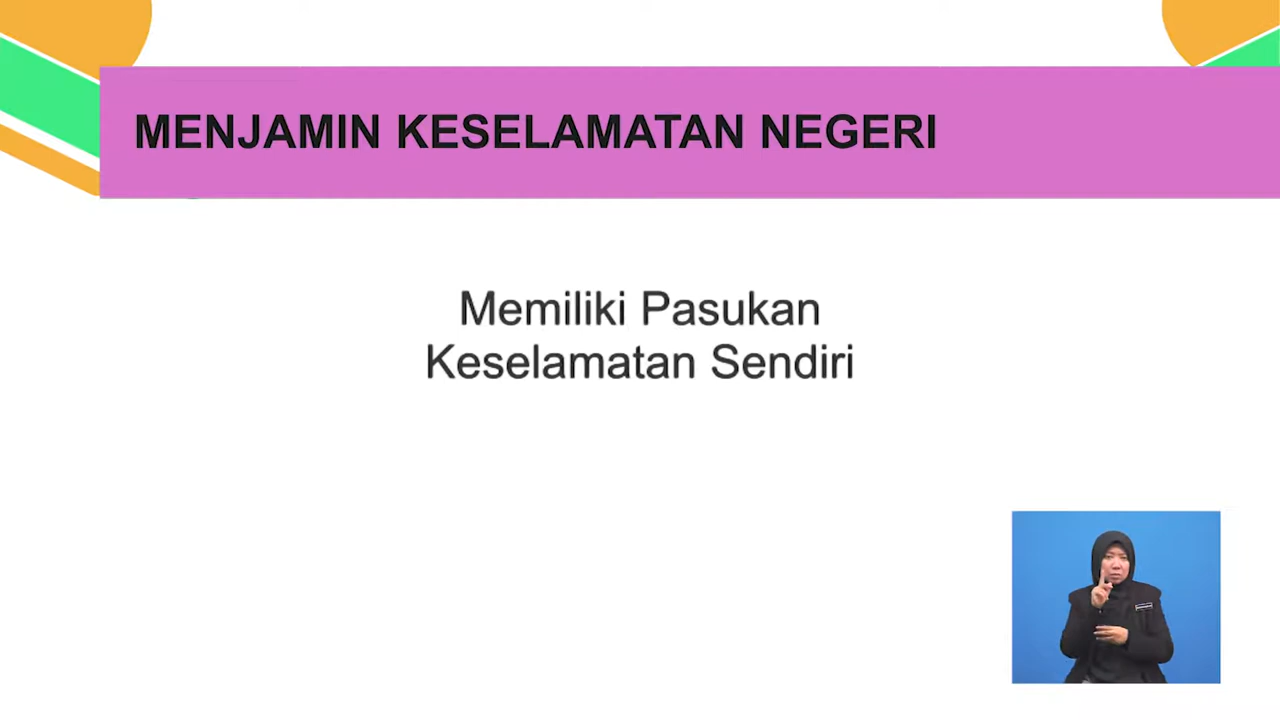 MENJAMIN KESELAMATAN NEGERI
Memiliki Pasukan
Keselamatan Sendiri